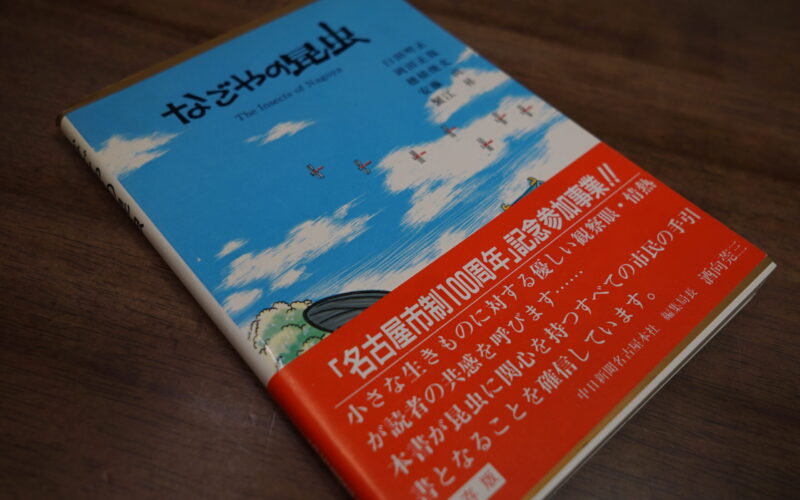 なごやの昆虫
The Insects of Nagoya
「名古屋市制100周年」記念参加事業!!
小さな生きものに対する優しい観察眼・情熱
が読者の共感を呼びます……
本書が昆虫に関心を持つすべての市民の手引
書となることを確信しています。
中日新聞名古屋本社 編集局長 酒向 莞三